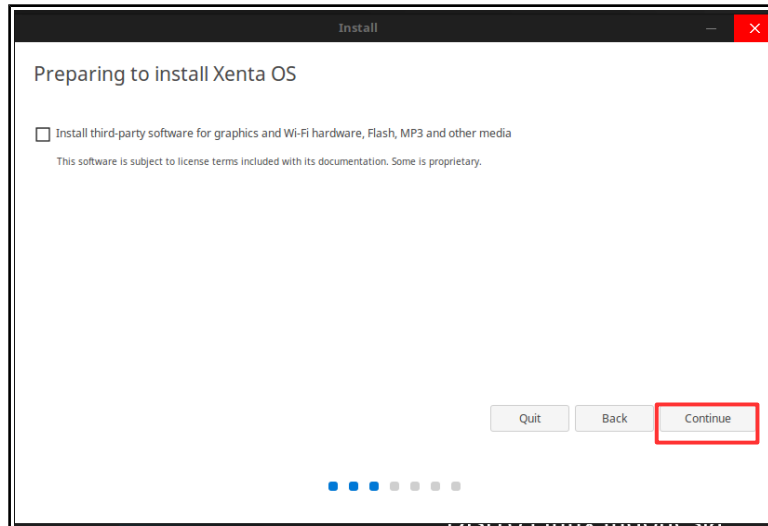 Install
Preparing to install Xenta OS
Install third-party software for graphics and Wi-Fi hardware, Flash, MP3 and other media
This software is subject to license terms included with its documentation. Some is proprietary.
Quit Back Continue